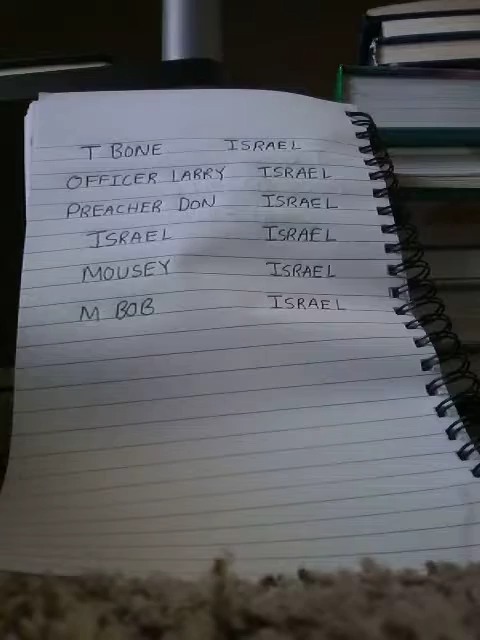 T BONE ISRAEL
OFFICER LARRY ISRAEL
PREACHER DON ISRAEL
ISRAEL ISRAEL
MOUSEY ISRAEL
M BOB ISRAEL